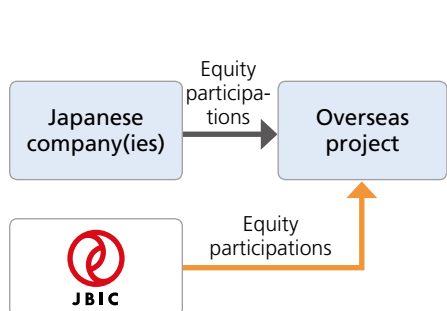 Equity
participa-
tions
Japanese
company(ies)
Overseas
project
Equity
participations
JBIC